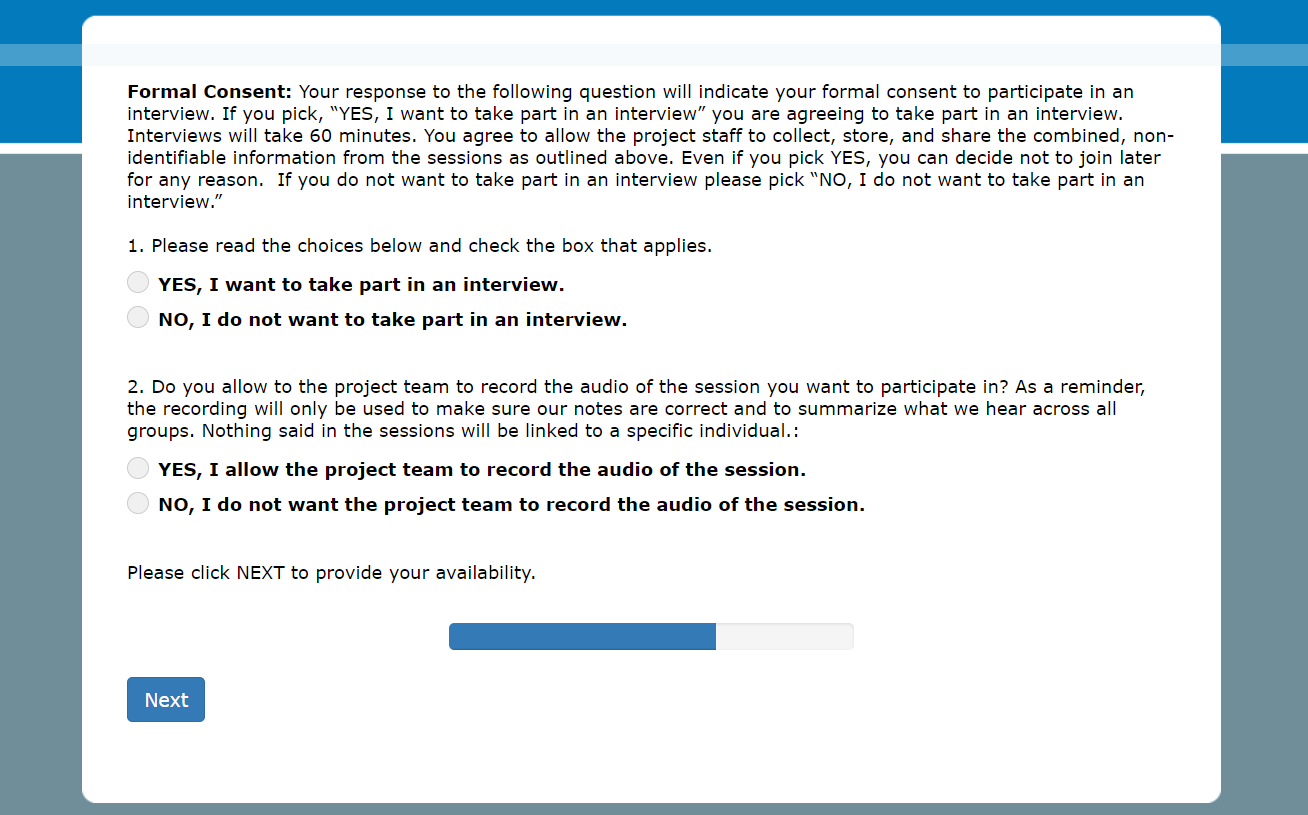 Formal Consent: Your response to the following question will indicate your formal consent to participate in an
interview. If you pick, “YES, I want to take part in an interview” you are agreeing to take part in an interview.
Interviews will take 60 minutes. You agree to allow the project staff to collect, store, and share the combined, non-
identifiable information from the sessions as outlined above. Even if you pick YES, you can decide not to join later
for any reason.  If you do not want to take part in an interview please pick “NO, I do not want to take part in an
interview.”
1. Please read the choices below and check the box that applies.
YES, I want to take part in an interview.
NO, I do not want to take part in an interview.
2. Do you allow to the project team to record the audio of the session you want to participate in? As a reminder,
the recording will only be used to make sure our notes are correct and to summarize what we hear across all
groups. Nothing said in the sessions will be linked to a specific individual.:
YES, I allow the project team to record the audio of the session.
NO, I do not want the project team to record the audio of the session.
Please click NEXT to provide your availability.
Next